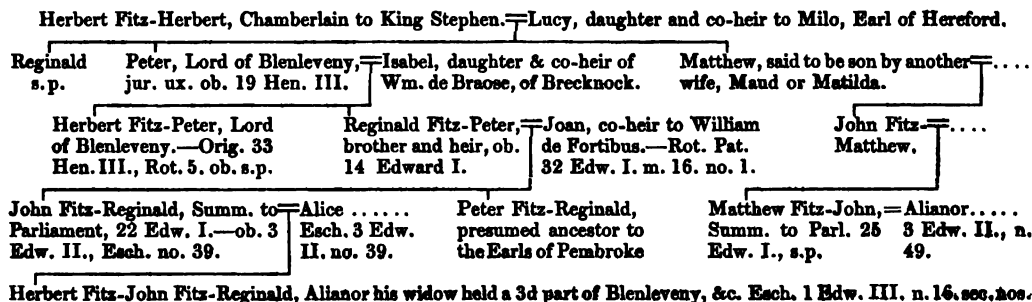 Herbert Fitz-Herbert, Chamberlain to King Stephen.=Lucy, daughter and co-heir to Milo, Earl of Hereford.
Reginald s.p.
Peter, Lord of Blenleveny,=Isabel, daughter & co-heir of
jur. ux. ob. 19 Hen. III. Wm. de Braose, of Brecknock.
Matthew, said to be son by another=....
wife, Maud or Matilda.
Herbert Fitz-Peter, Lord
of Blenleveny.—Orig. 33
Hen. III., Rot. 5. ob. s.p.
Reginald Fitz-Peter,=Joan, co-heir to William
brother and heir, ob. de Fortibus.—Rot. Pat.
14 Edward I. 32 Edw. I. m. 16. no. 1.
John Fitz-=....
Matthew.
John Fitz-Reginald, Summ. to=Alice ......
Parliament, 22 Edw. I.—ob. 3 Esch. 3 Edw.
Edw. II., Esch. no. 39. II. no. 39.
Peter Fitz-Reginald,
presumed ancestor to
the Earls of Pembroke
Matthew Fitz-John,=Alianor.....
Summ. to Parl. 25 3 Edw. II., n.
Edw. I., s.p. 49.
Herbert Fitz-John Fitz-Reginald, Alianor his widow held a 3d part of Blenleveny, &c. Esch. 1 Edw. III. n. 16, sec. nos.